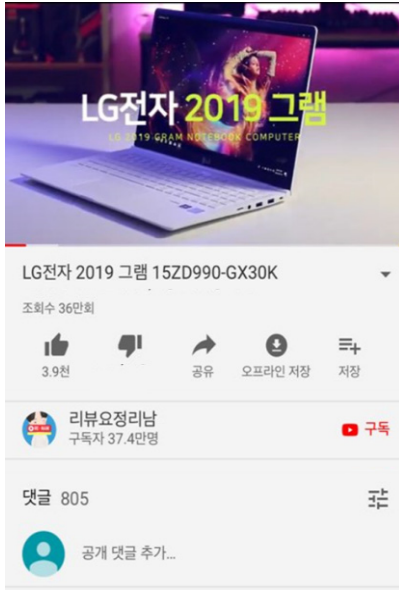 LG전자 2019 그램
LG 2019 GRAM NOTEBOOK COMPUTER
LG전자 2019 그램 15ZD990-GX30K
조회수 36만회
3.9천
공유
오프라인 저장
저장
리뷰요정리남
구독자 37.4만명
구독
댓글 805
공개 댓글 추가...